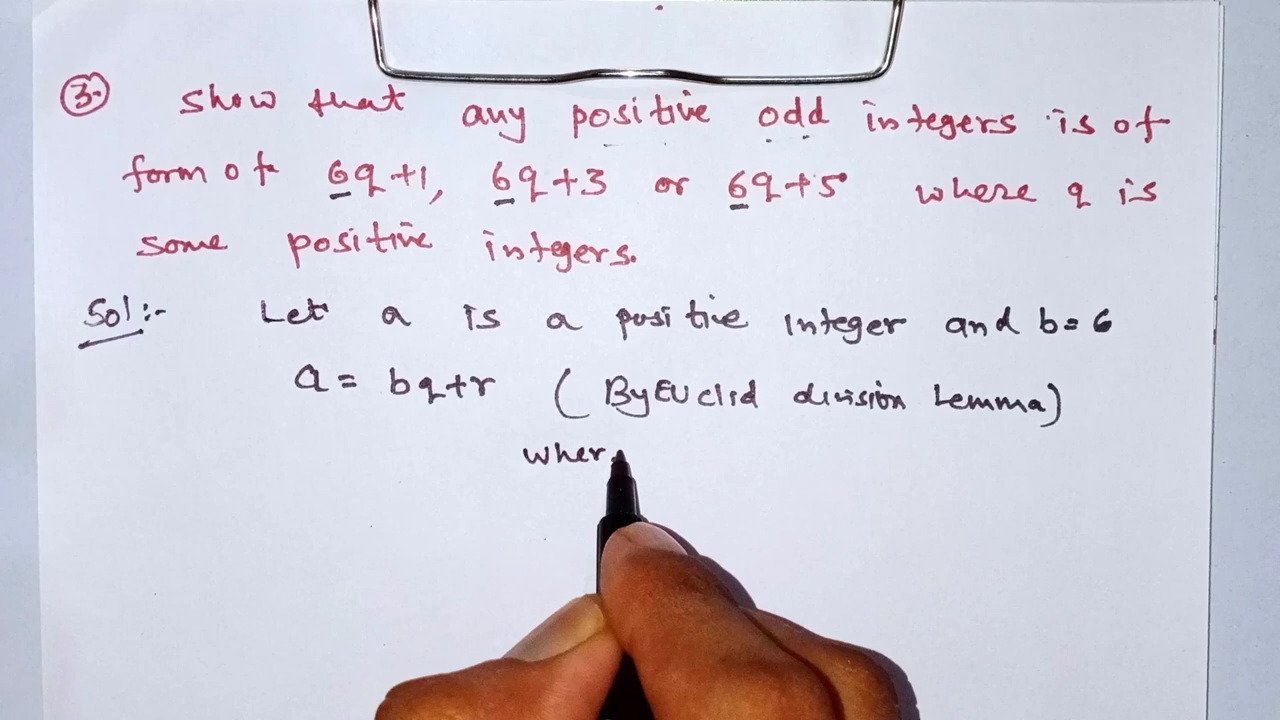 3. Show that any positive odd integers is of
form of 6q+1, 6q+3 or 6q+5 where q is
some positive integers.
Sol:- Let a is a positive integer and b=6
a= bq+r (By Euclid division Lemma)
wher